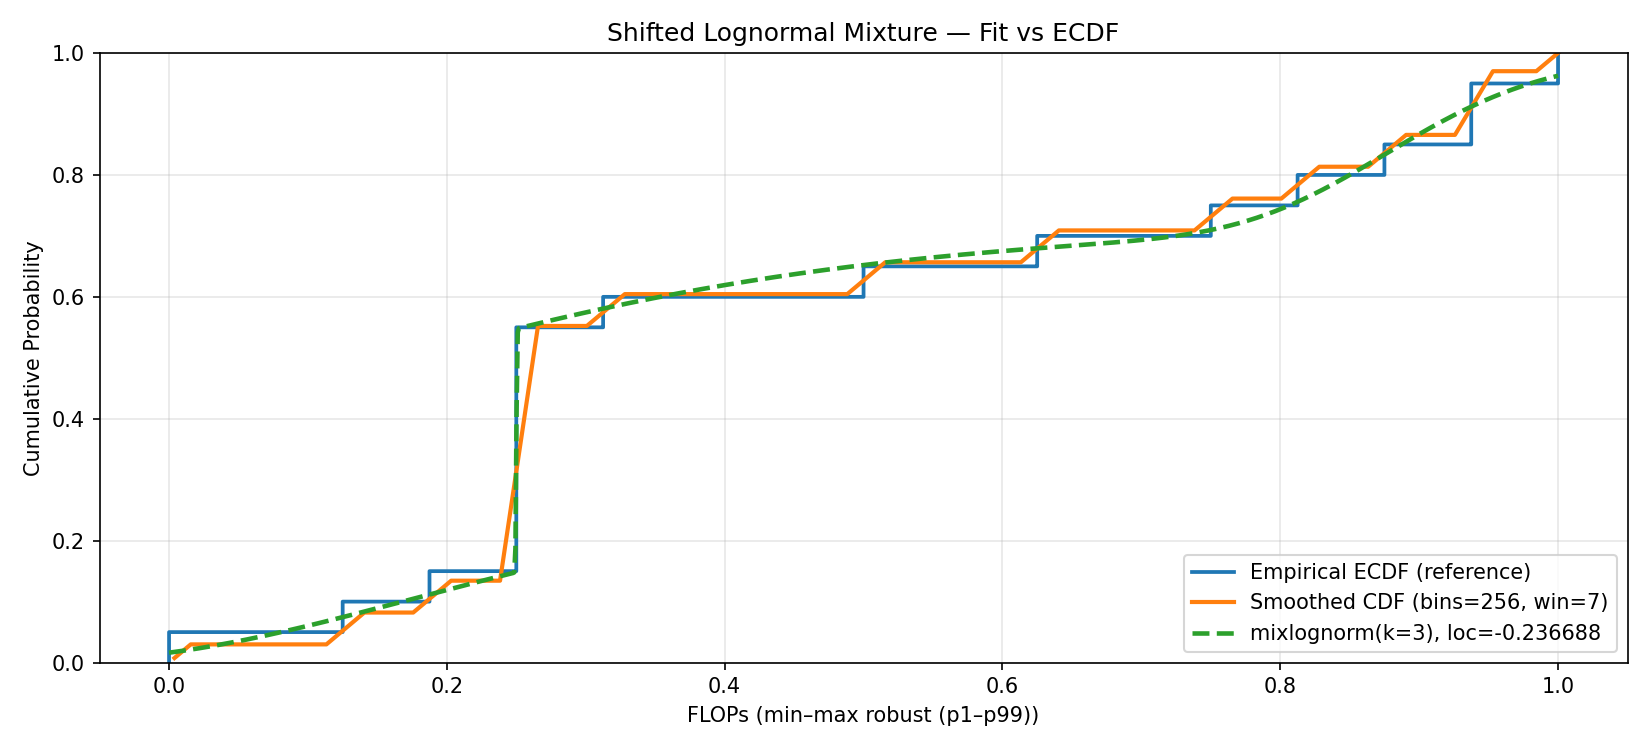 Shifted Lognormal Mixture — Fit vs ECDF
Cumulative Probability
1.0
0.8
0.6
0.4
0.2
0.0
Empirical ECDF (reference)
Smoothed CDF (bins=256, win=7)
mixlognorm(k=3), loc=-0.236688
0.0 0.2 0.4 0.6 0.8 1.0
FLOPs (min–max robust (p1–p99))